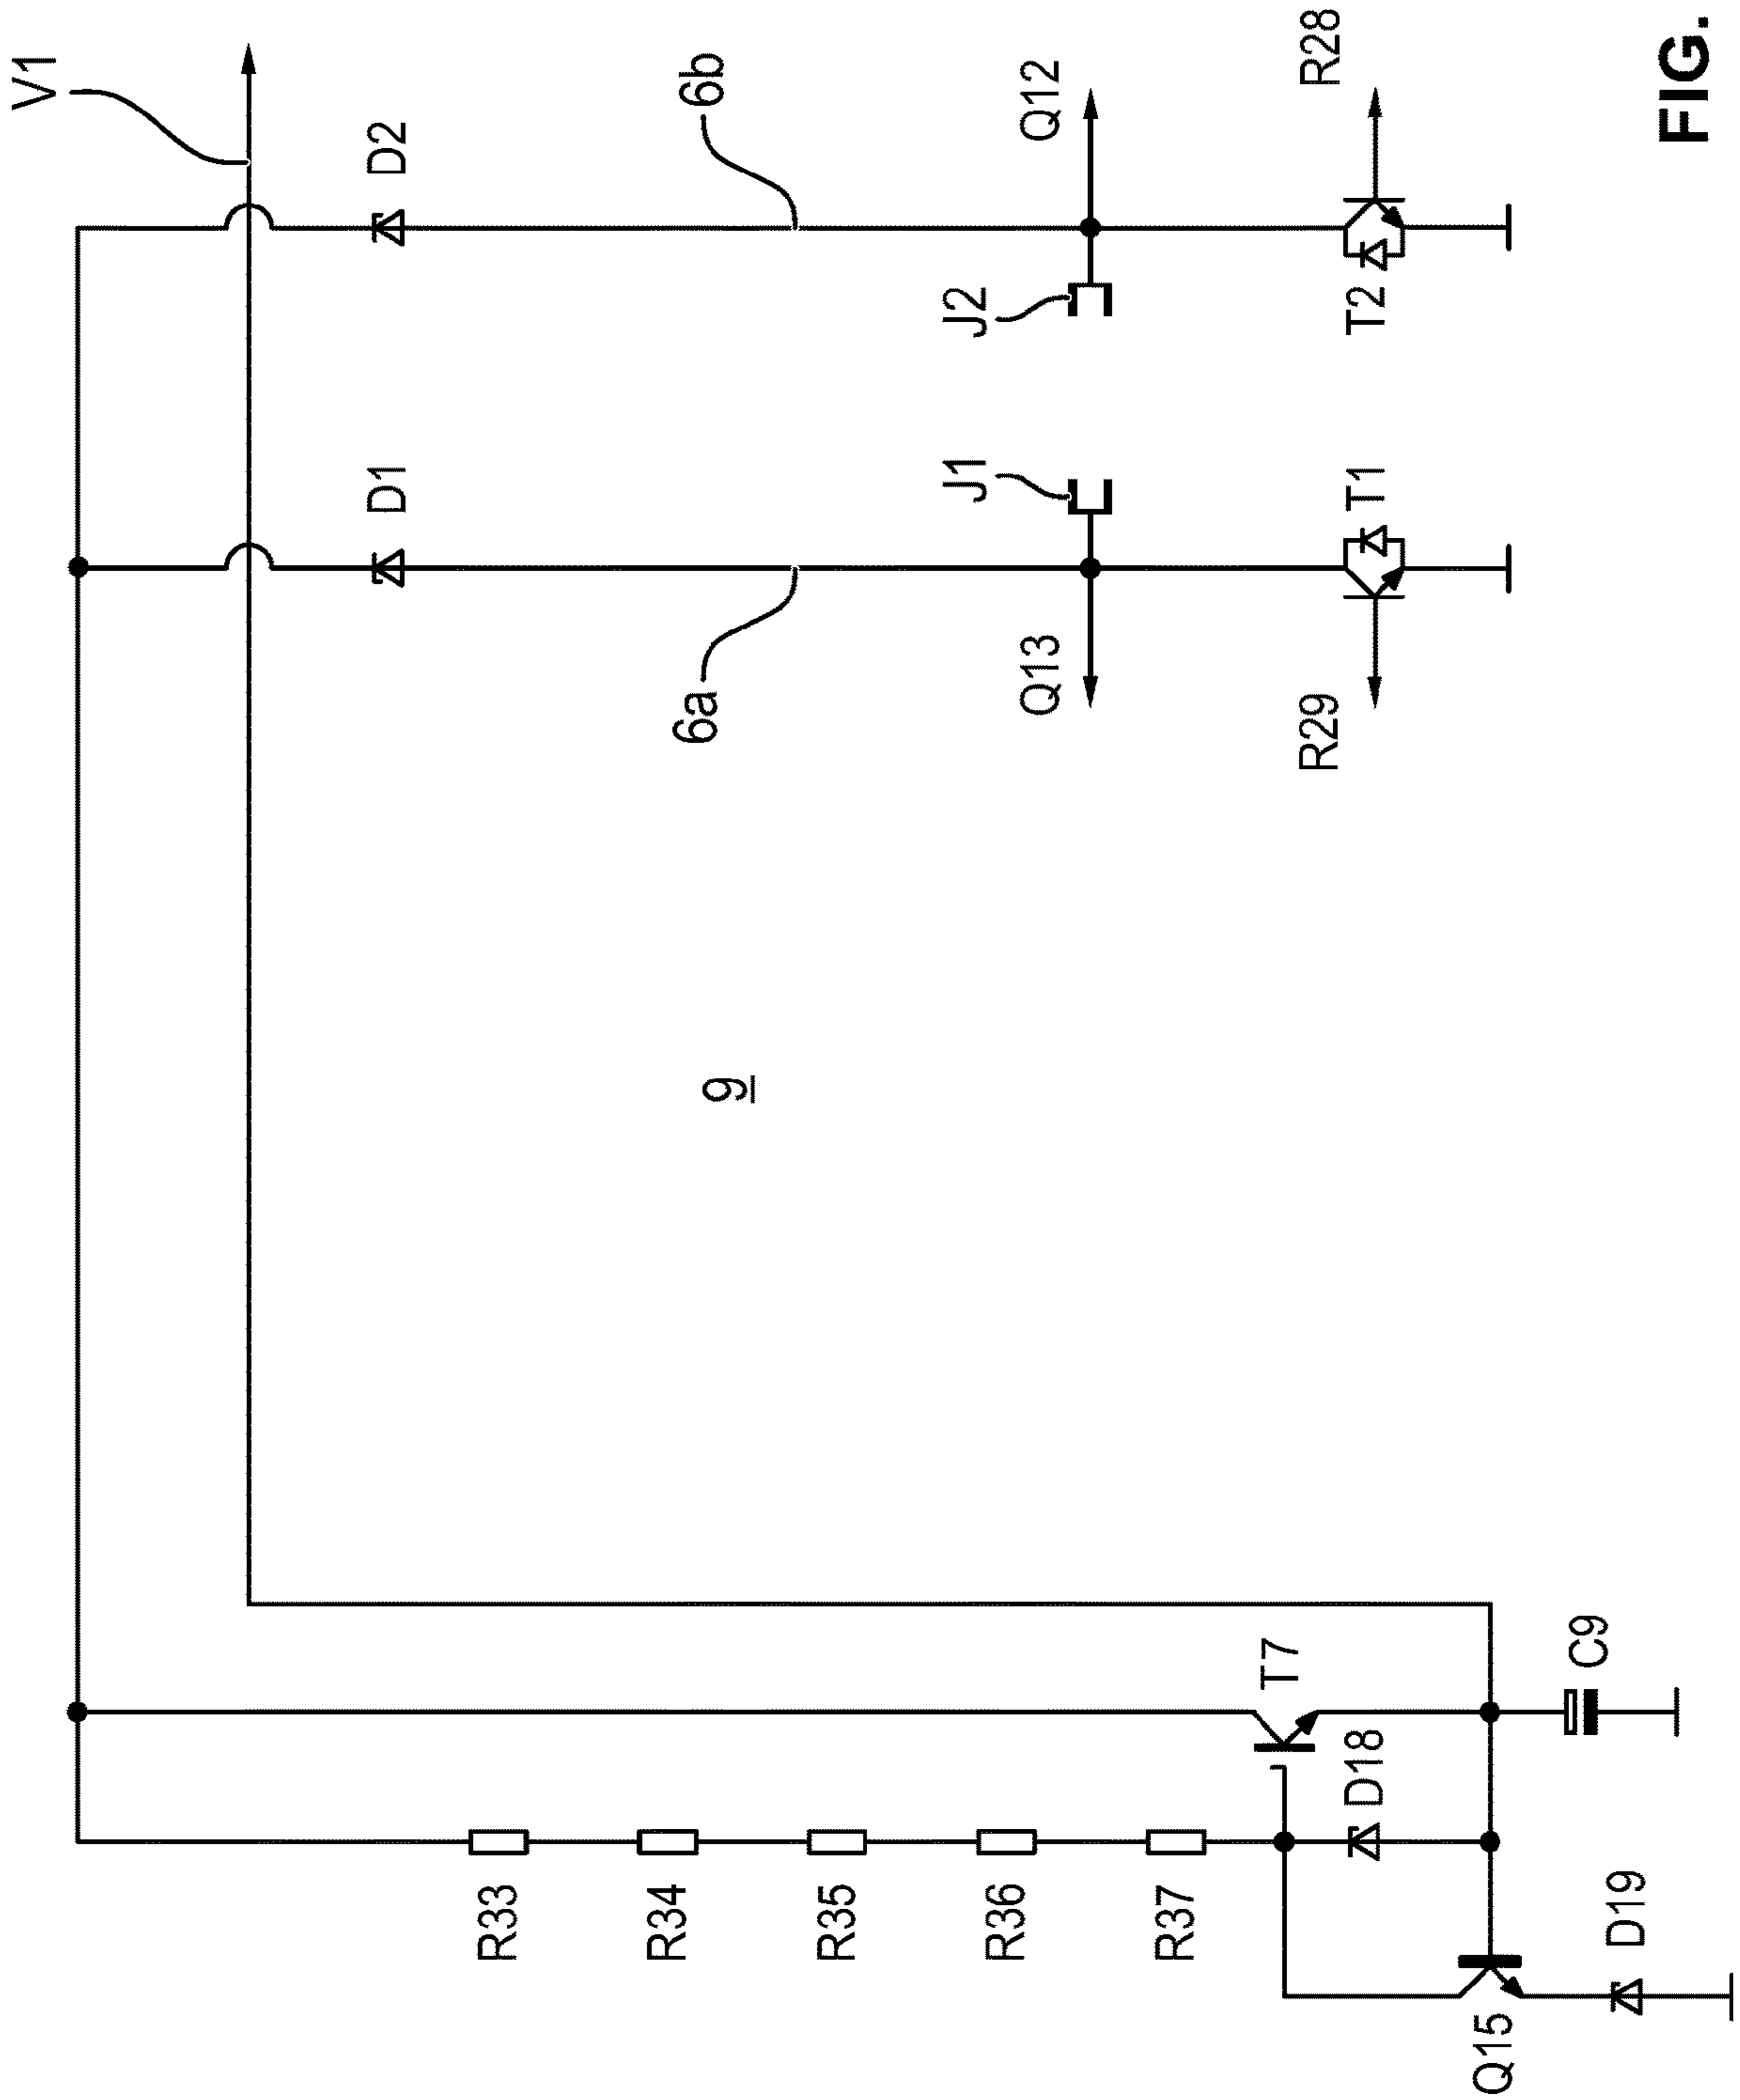 V1
D1 D2
R33
R34
6a 6b
9
R35
J1 J2
R36
Q13 Q12
R37
T7
R29 R28
D18 T1 T2
Q15
C9
D19
FIG.